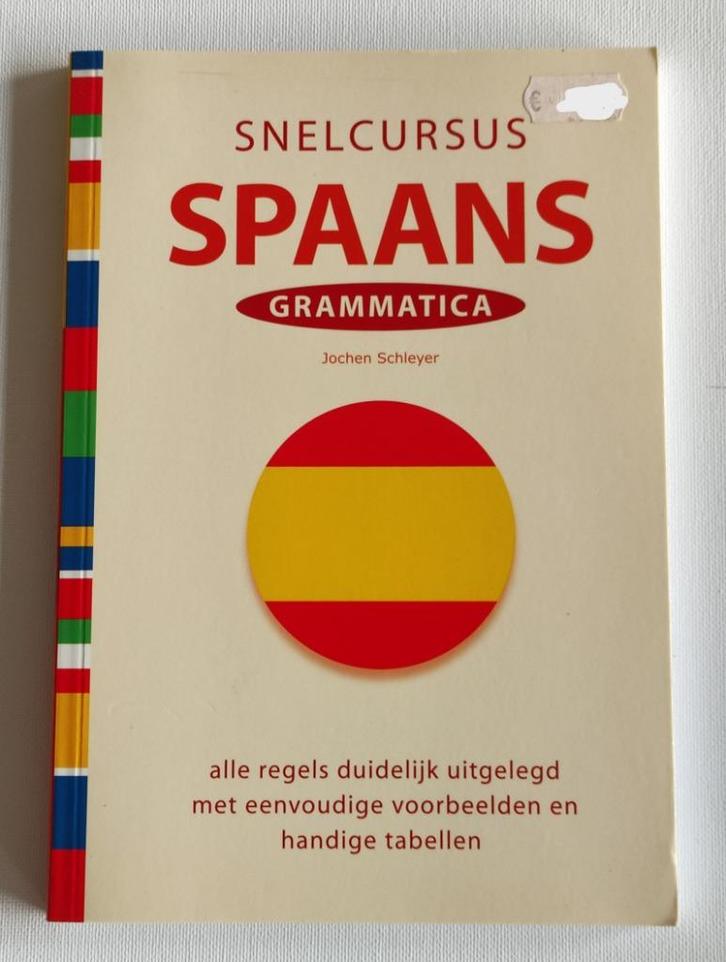 SNELCURSUS
SPAANS
GRAMMATICA
Jochen Schleyer
alle regels duidelijk uitgelegd
met eenvoudige voorbeelden en
handige tabellen